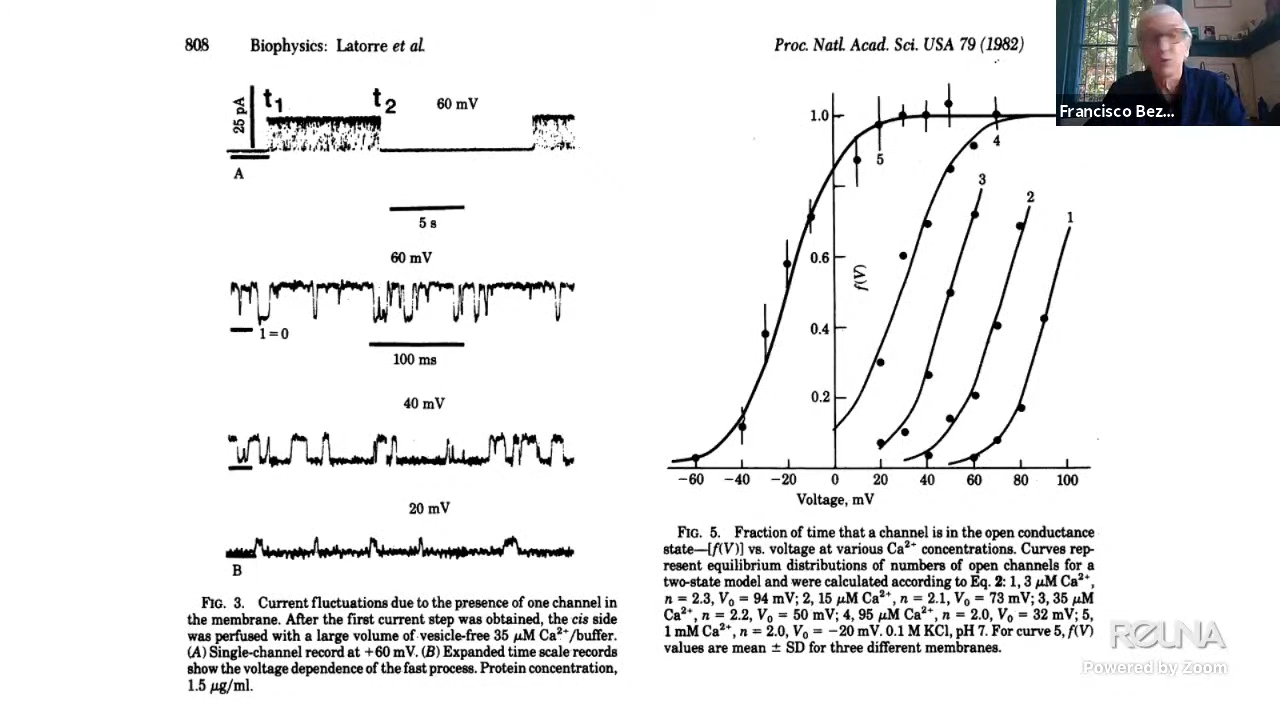 808 Biophysics: Latorre et al.
Proc. Natl. Acad. Sci. USA 79 (1982)
Francisco Bez...
25 pA
t1
t2
60 mV
A
5 s
60 mV
I=0
100 ms
40 mV
20 mV
B
FIG. 3. Current fluctuations due to the presence of one channel in
the membrane. After the first current step was obtained, the cis side
was perfused with a large volume of vesicle-free 35 μM Ca²⁺/buffer.
(A) Single-channel record at +60 mV. (B) Expanded time scale records
show the voltage dependence of the fast process. Protein concentration,
1.5 μg/ml.
1.0
0.6
0.4
0.2
f(V)
5
4
3
2
1
−60 −40 −20 0 20 40 60 80 100
Voltage, mV
FIG. 5. Fraction of time that a channel is in the open conductance
state—[f(V)] vs. voltage at various Ca²⁺ concentrations. Curves rep-
resent equilibrium distributions of numbers of open channels for a
two-state model and were calculated according to Eq. 2: 1, 3 μM Ca²⁺,
n = 2.3, V₀ = 94 mV; 2, 15 μM Ca²⁺, n = 2.1, V₀ = 73 mV; 3, 35 μM
Ca²⁺, n = 2.2, V₀ = 50 mV; 4, 95 μM Ca²⁺, n = 2.0, V₀ = 32 mV; 5,
1 mM Ca²⁺, n = 2.0, V₀ = −20 mV. 0.1 M KCl, pH 7. For curve 5, f(V)
values are mean ± SD for three different membranes.
REUNA
Powered by Zoom